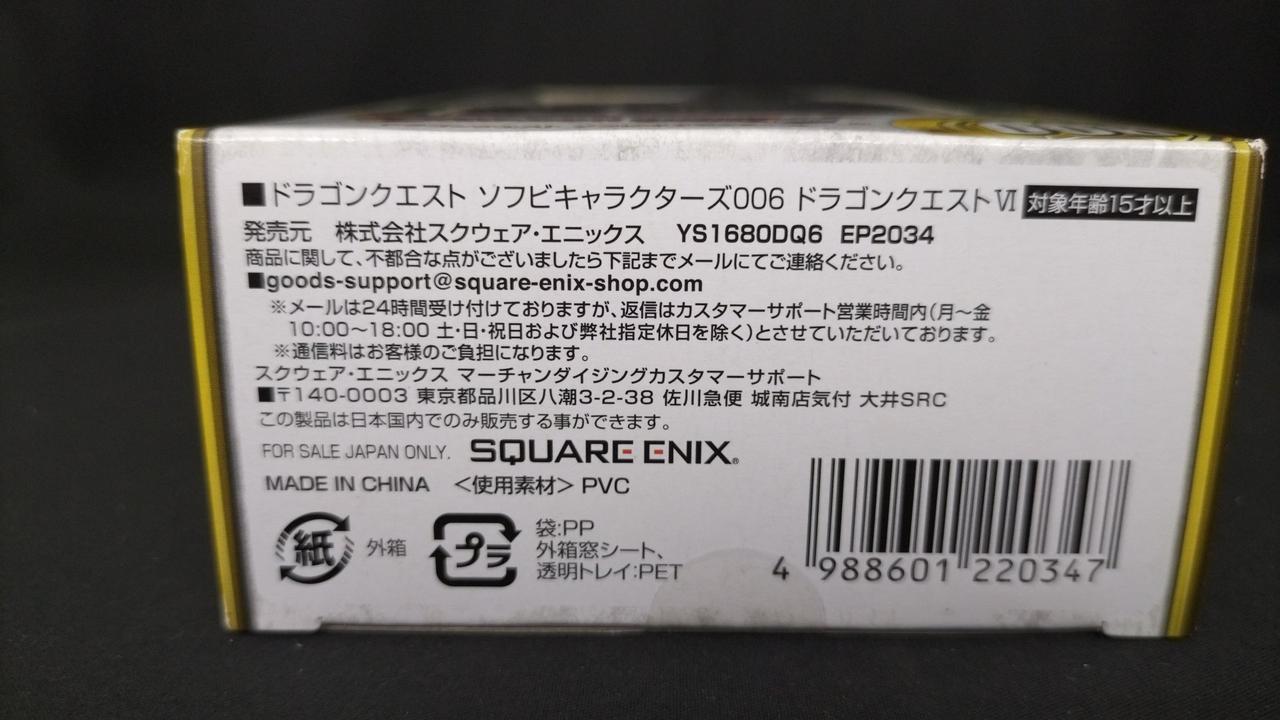 ■ドラゴンクエスト ソフビキャラクターズ006 ドラゴンクエストⅥ 対象年齢15才以上
発売元　株式会社スクウェア・エニックス　YS1680DQ6 EP2034
商品に関して、不都合な点がございましたら下記までメールにてご連絡ください。
■goods-support@square-enix-shop.com
※メールは24時間受け付けておりますが、返信はカスタマーサポート営業時間内(月〜金
10:00〜18:00 土・日・祝日および弊社指定休日を除く)とさせていただいております。
※通信料はお客様のご負担になります。
スクウェア・エニックス マーチャンダイジングカスタマーサポート
■〒140-0003 東京都品川区八潮3-2-38 佐川急便 城南店気付 大井SRC
この製品は日本国内でのみ販売する事ができます。
FOR SALE JAPAN ONLY. SQUARE ENIX®
MADE IN CHINA <使用素材> PVC
紙 外箱
プラ 袋:PP
外箱窓シート、
透明トレイ:PET
4 988601 220347